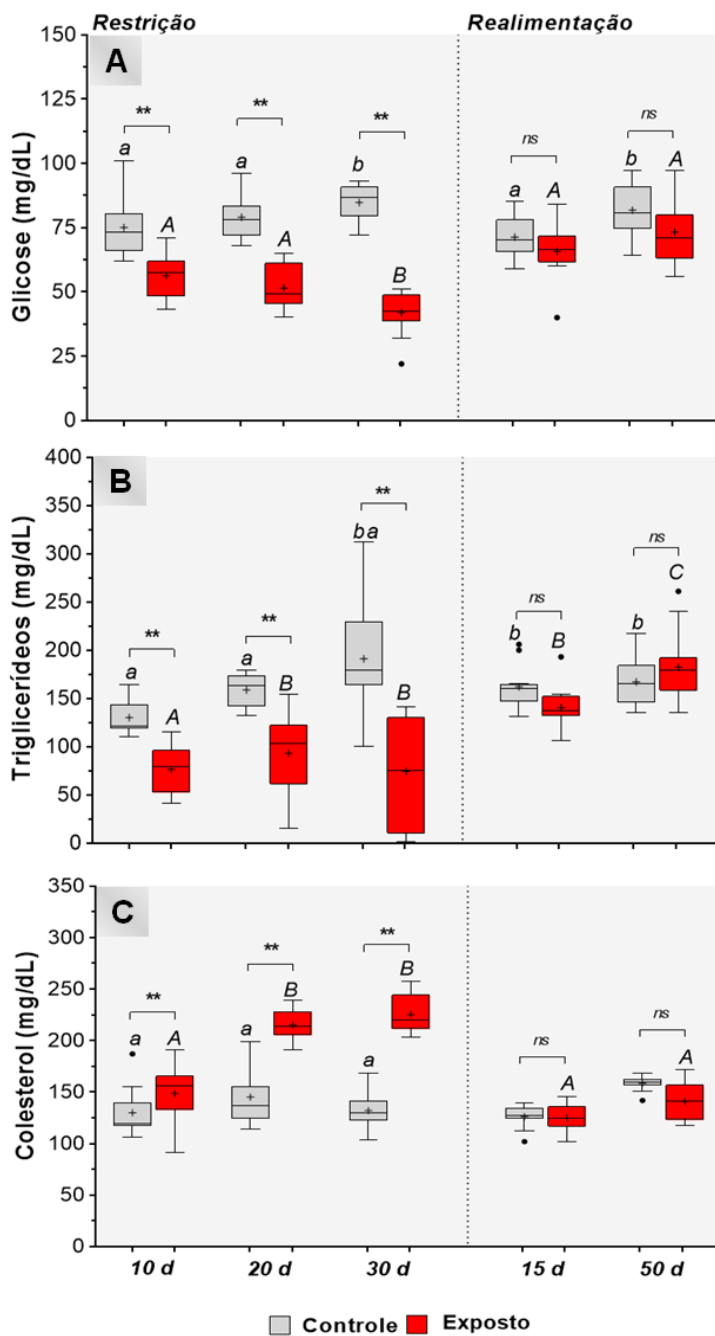 Restrição Realimentação
A
Glicose (mg/dL)
150
125
100
75
50
25
0
** ** ** ns ns
a A a A b B a A b A
B
Triglicerídeos (mg/dL)
400
350
300
250
200
150
100
50
0
** ** ** ns ns
a A a B ba B b B b C
C
Colesterol (mg/dL)
350
300
250
200
150
100
50
0
** ** ** ns ns
a A a B a B A A
10 d 20 d 30 d 15 d 50 d
Controle Exposto